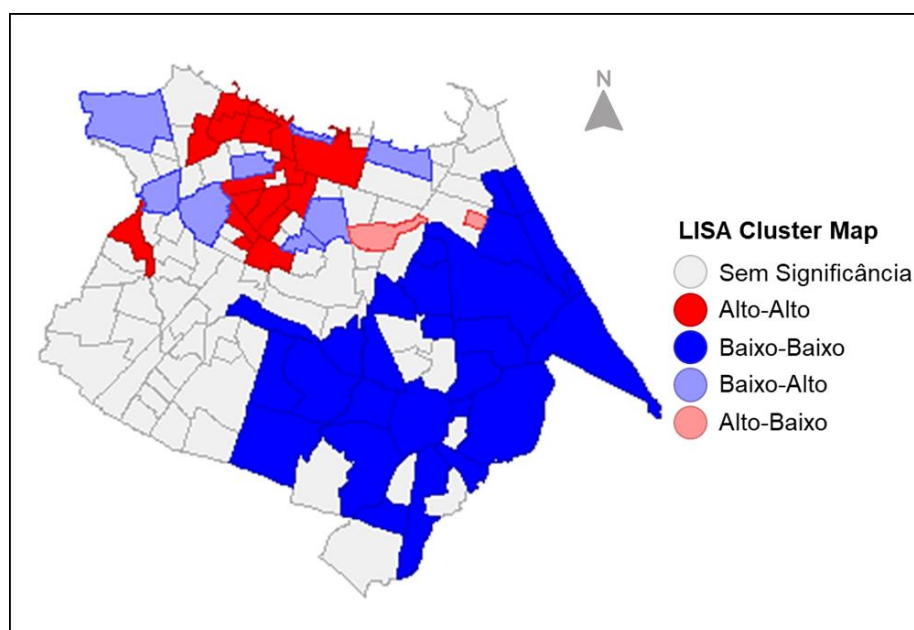 N
LISA Cluster Map
Sem Significância
Alto-Alto
Baixo-Baixo
Baixo-Alto
Alto-Baixo